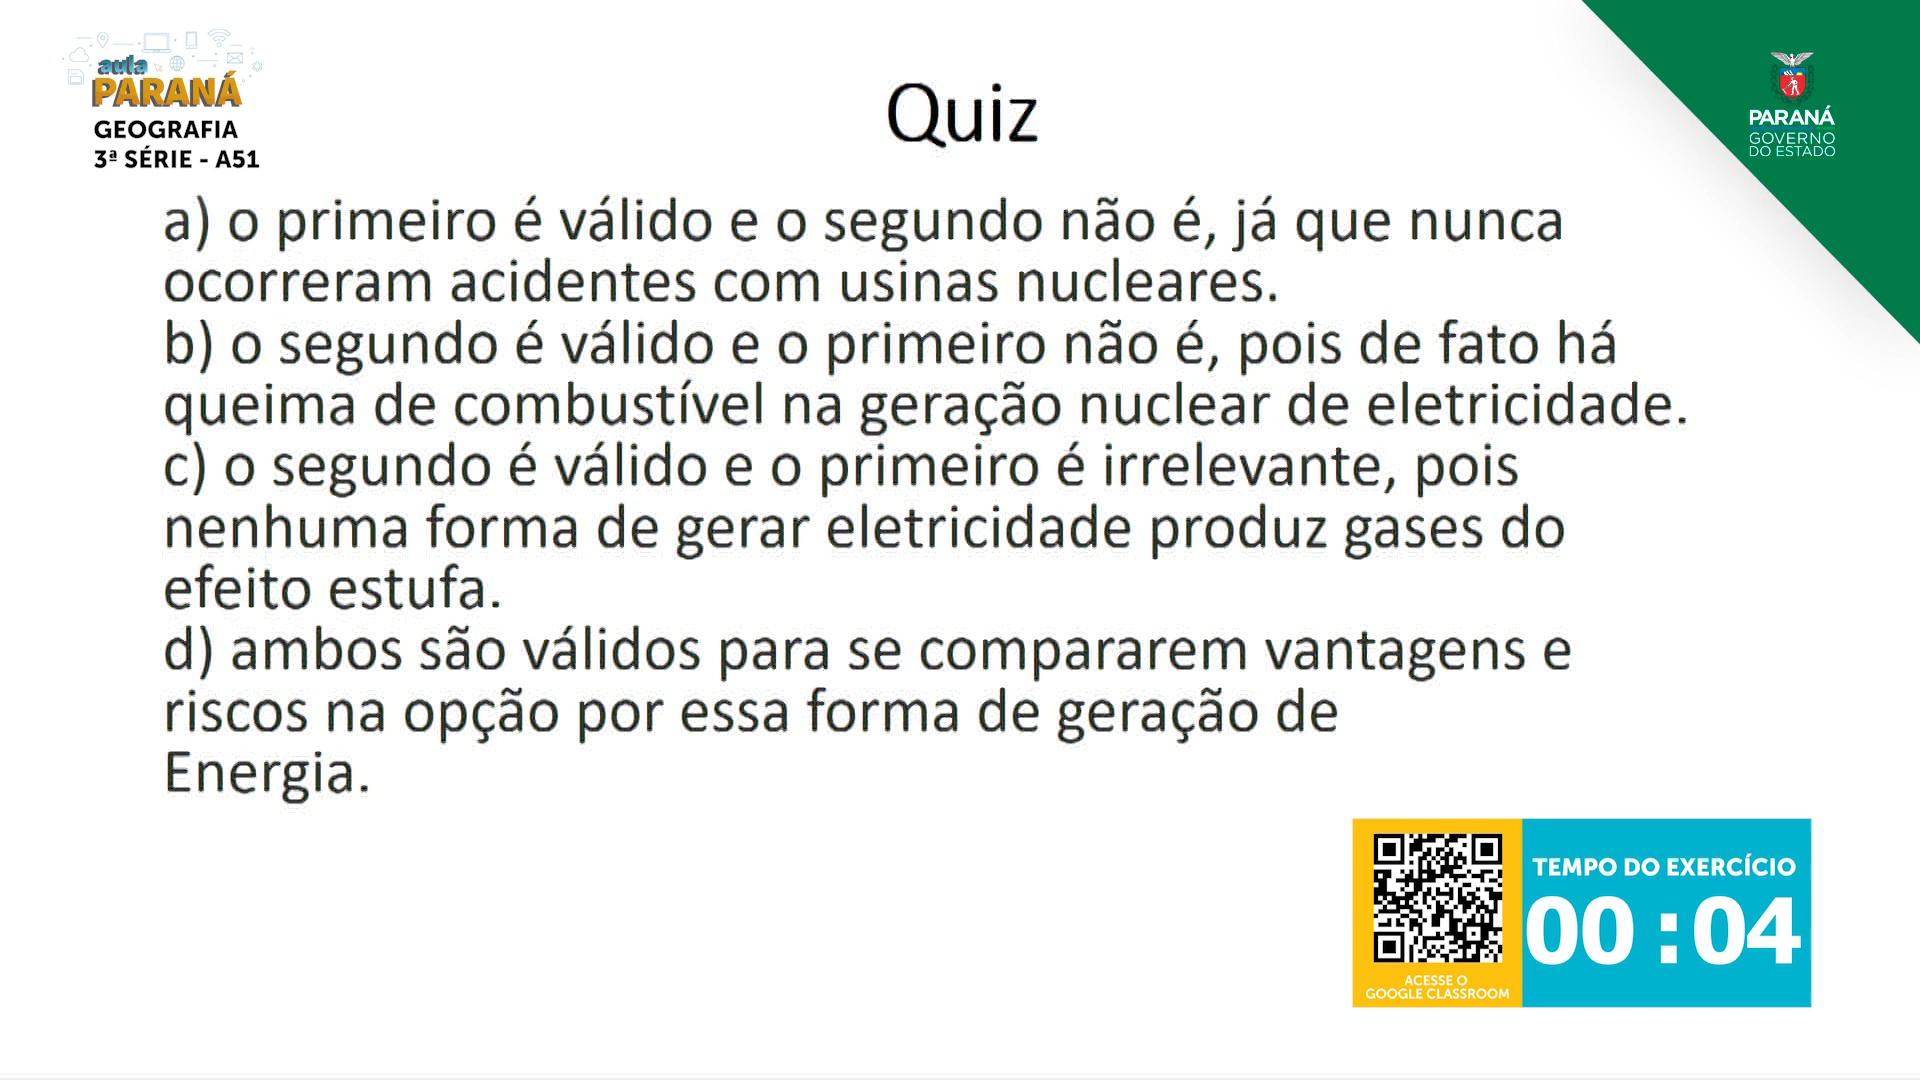 aula
PARANÁ
GEOGRAFIA
3ª SÉRIE - A51
Quiz
PARANÁ
GOVERNO
DO ESTADO
a) o primeiro é válido e o segundo não é, já que nunca
ocorreram acidentes com usinas nucleares.
b) o segundo é válido e o primeiro não é, pois de fato há
queima de combustível na geração nuclear de eletricidade.
c) o segundo é válido e o primeiro é irrelevante, pois
nenhuma forma de gerar eletricidade produz gases do
efeito estufa.
d) ambos são válidos para se compararem vantagens e
riscos na opção por essa forma de geração de
Energia.
TEMPO DO EXERCÍCIO
00:04
ACESSE O
GOOGLE CLASSROOM